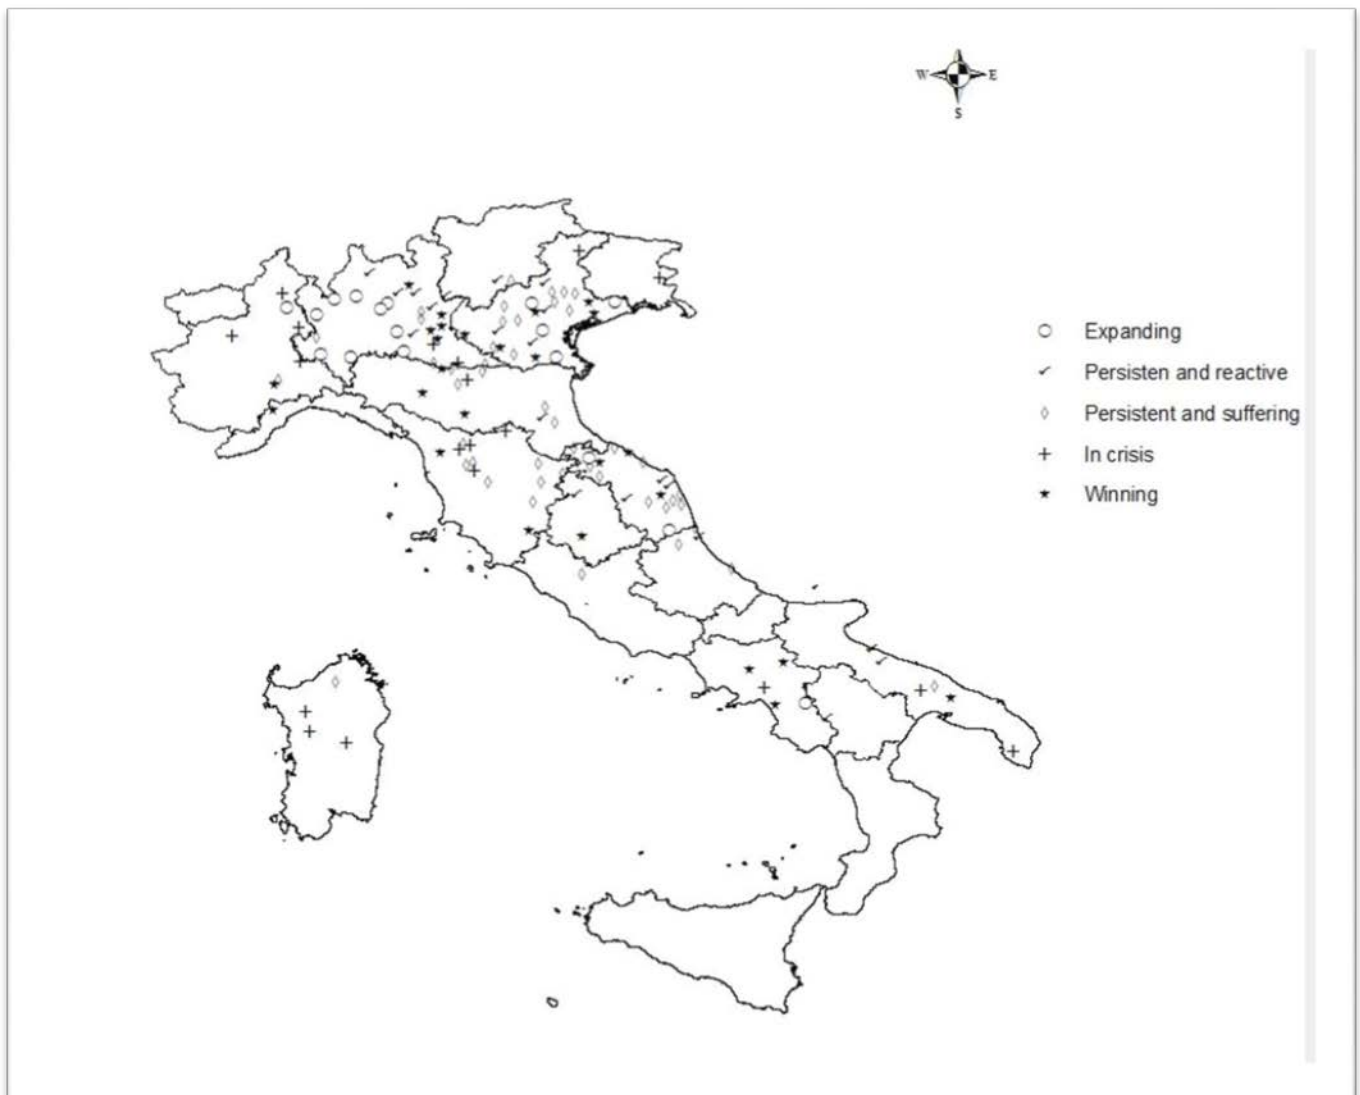 W E
S
Expanding
Persisten and reactive
Persistent and suffering
In crisis
Winning